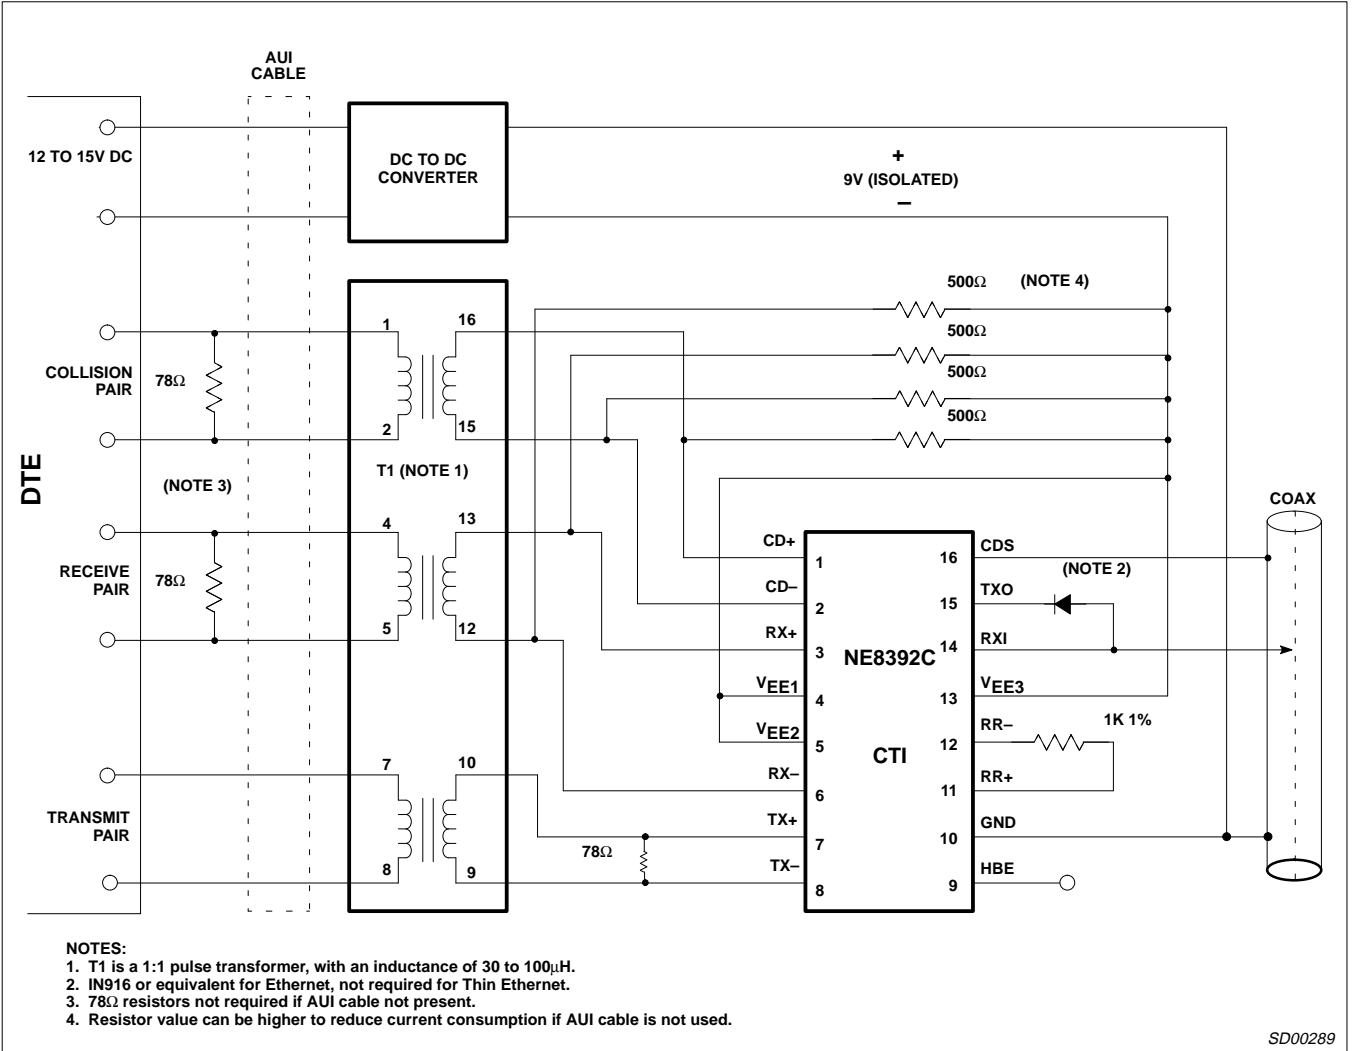 AUI
CABLE
12 TO 15V DC
DC TO DC
CONVERTER
+
9V (ISOLATED)
–
500Ω (NOTE 4)
500Ω
500Ω
500Ω
1 16
COLLISION
PAIR
78Ω
2 15
DTE
(NOTE 3)
T1 (NOTE 1)
4 13
RECEIVE
PAIR
78Ω
5 12
7 10
TRANSMIT
PAIR
8 9
78Ω
CD+ 1
CD– 2
RX+ 3
VEE1 4
VEE2 5
RX– 6
TX+ 7
TX– 8
NE8392C
CTI
16 CDS
(NOTE 2)
15 TXO
14 RXI
13 VEE3
12 RR–
1K 1%
11 RR+
10 GND
9 HBE
COAX
NOTES:
1. T1 is a 1:1 pulse transformer, with an inductance of 30 to 100μH.
2. IN916 or equivalent for Ethernet, not required for Thin Ethernet.
3. 78Ω resistors not required if AUI cable not present.
4. Resistor value can be higher to reduce current consumption if AUI cable is not used.
SD00289